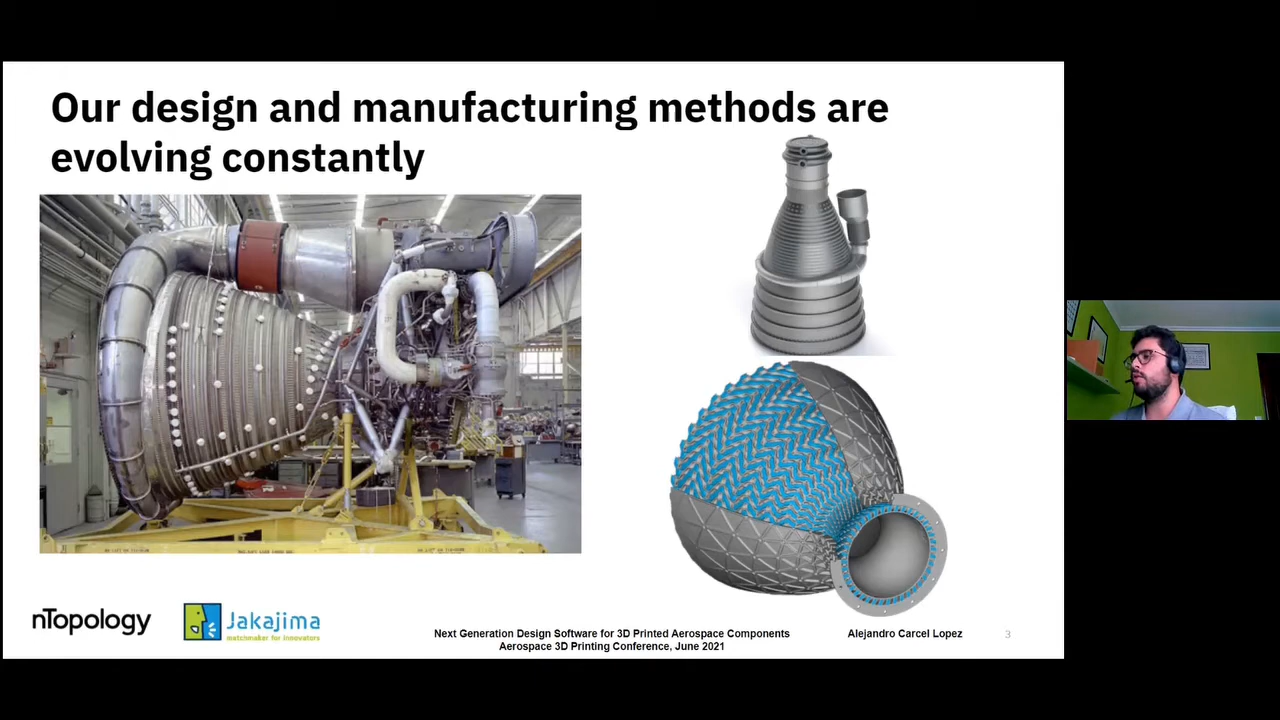 Our design and manufacturing methods are
evolving constantly
nTopology
Jakajima
matchmaker for innovators
Next Generation Design Software for 3D Printed Aerospace Components
Aerospace 3D Printing Conference, June 2021
Alejandro Carcel Lopez
3